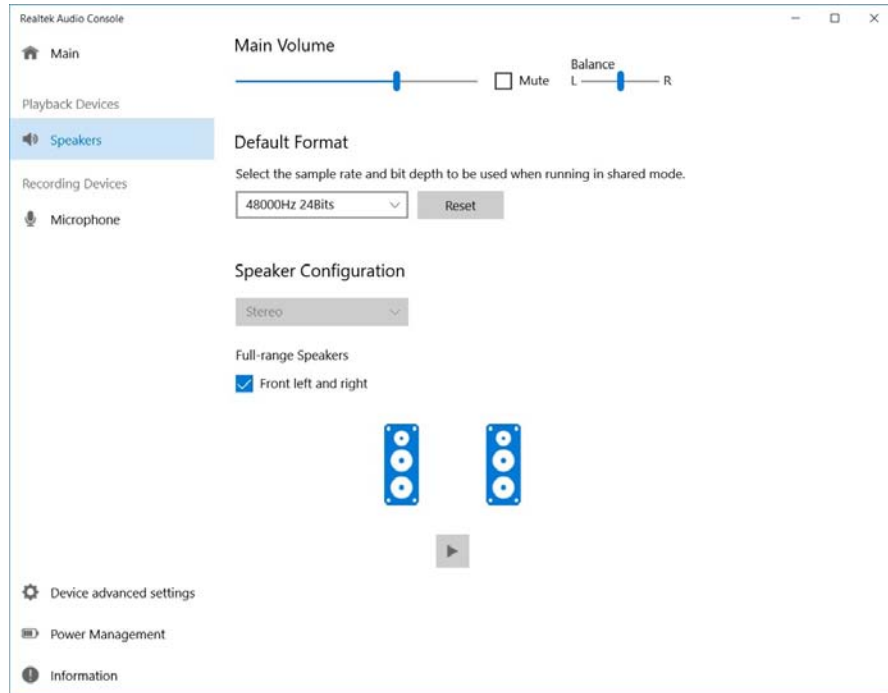 Realtek Audio Console
Main
Playback Devices
Speakers
Recording Devices
Microphone
Device advanced settings
Power Management
Information
Main Volume
Mute
Balance
L R
Default Format
Select the sample rate and bit depth to be used when running in shared mode.
48000Hz 24Bits
Reset
Speaker Configuration
Stereo
Full-range Speakers
Front left and right